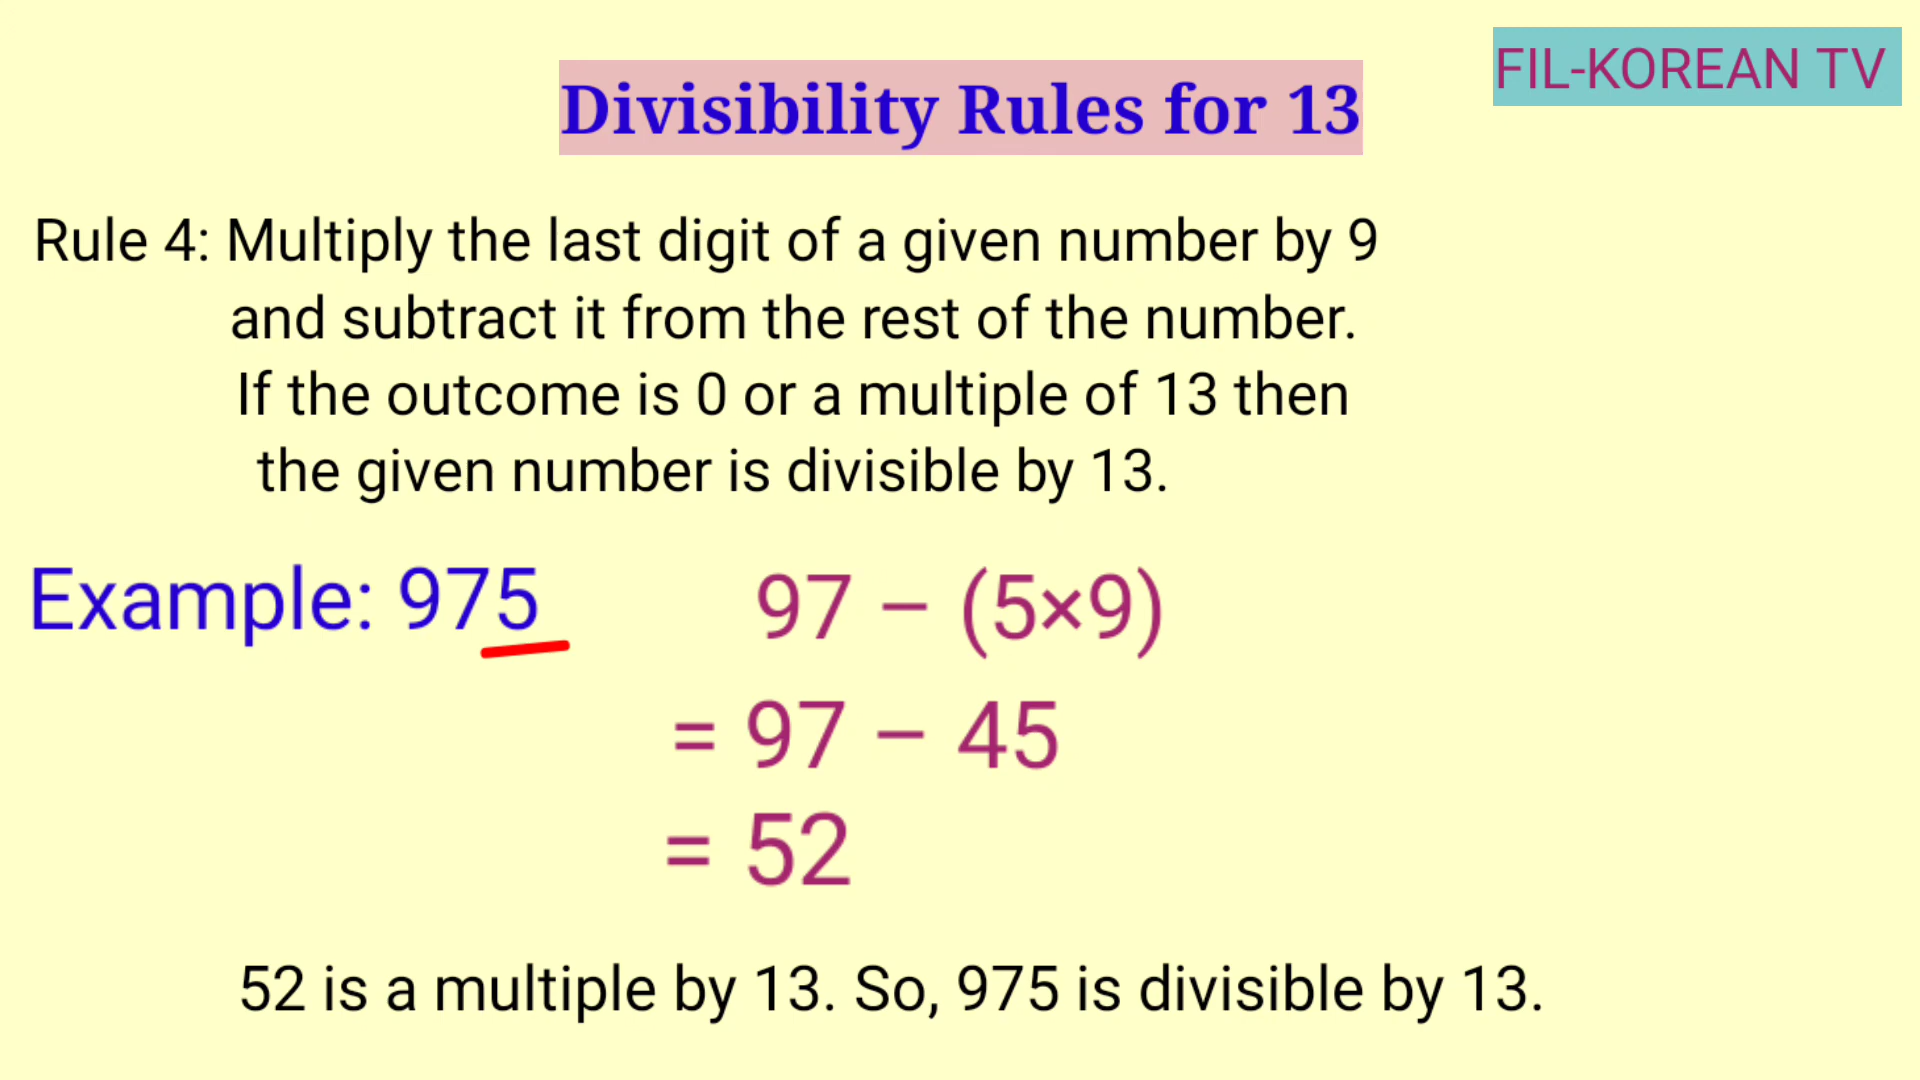 FIL-KOREAN TV
Divisibility Rules for 13
Rule 4: Multiply the last digit of a given number by 9
and subtract it from the rest of the number.
If the outcome is 0 or a multiple of 13 then
the given number is divisible by 13.
Example: 975
97 – (5×9)
= 97 – 45
= 52
52 is a multiple by 13. So, 975 is divisible by 13.